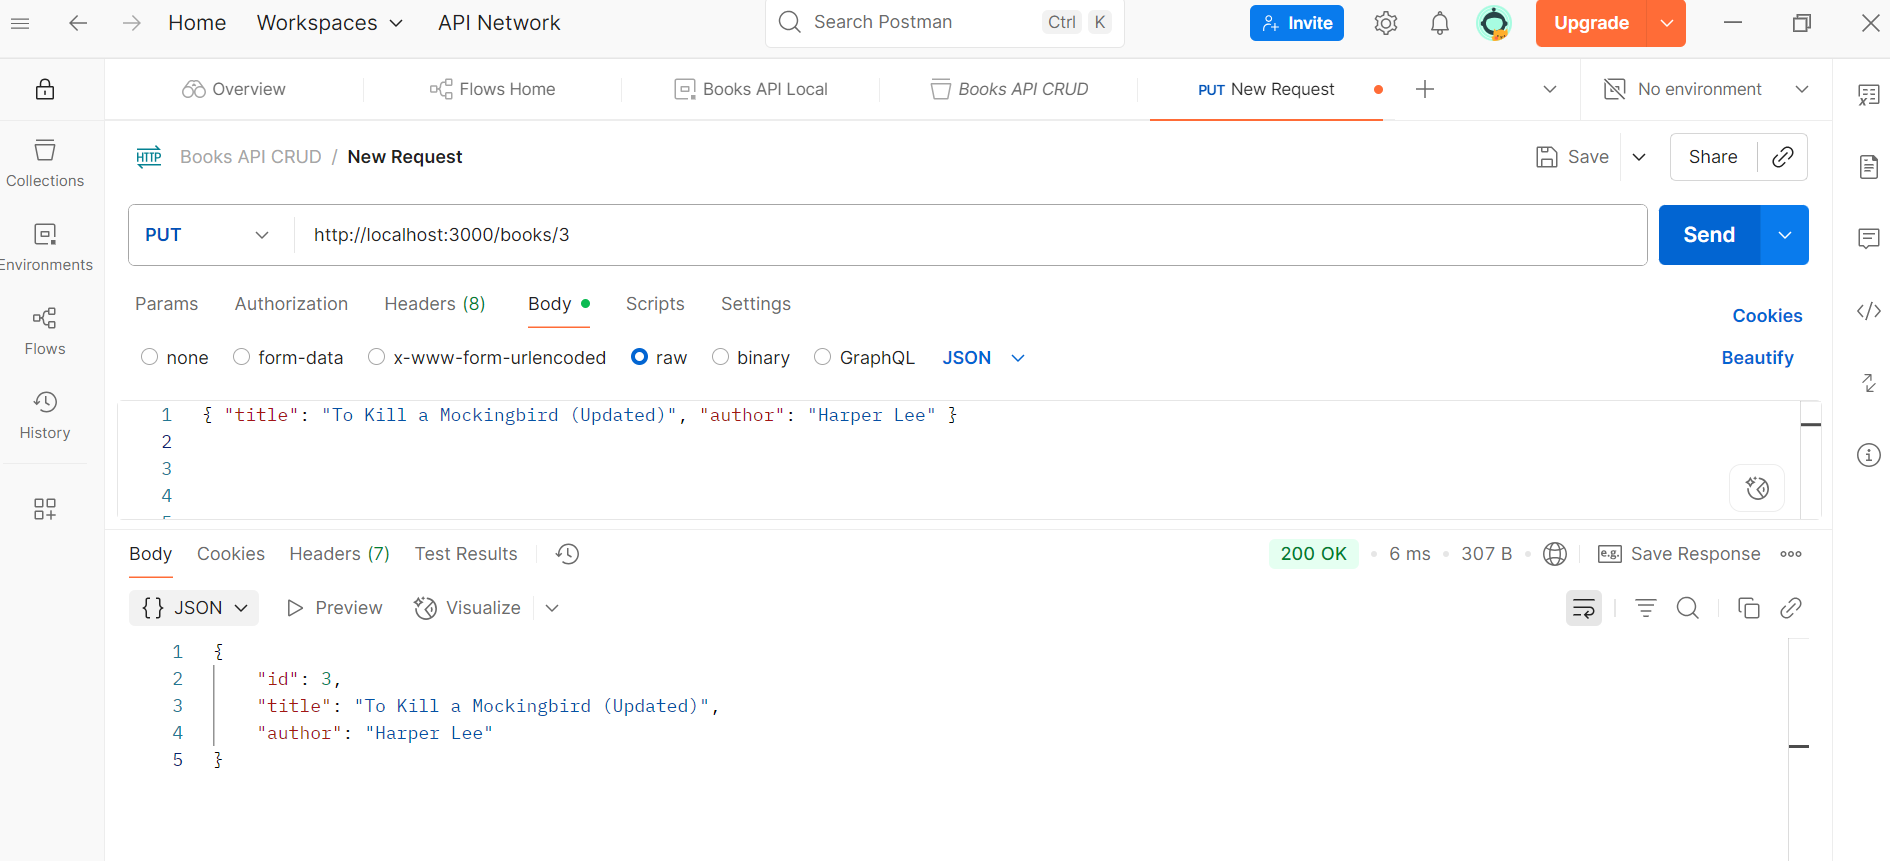 Home Workspaces API Network Search Postman Ctrl K Invite Upgrade
Overview Flows Home Books API Local Books API CRUD PUT New Request No environment
HTTP Books API CRUD / New Request Save Share
Collections
PUT http://localhost:3000/books/3 Send
Environments
Params Authorization Headers (8) Body Scripts Settings Cookies
Flows
none form-data x-www-form-urlencoded raw binary GraphQL JSON Beautify
History
1 { "title": "To Kill a Mockingbird (Updated)", "author": "Harper Lee" }
2
3
4
Body Cookies Headers (7) Test Results 200 OK 6 ms 307 B e.g. Save Response
{} JSON Preview Visualize
1 {
2 "id": 3,
3 "title": "To Kill a Mockingbird (Updated)",
4 "author": "Harper Lee"
5 }